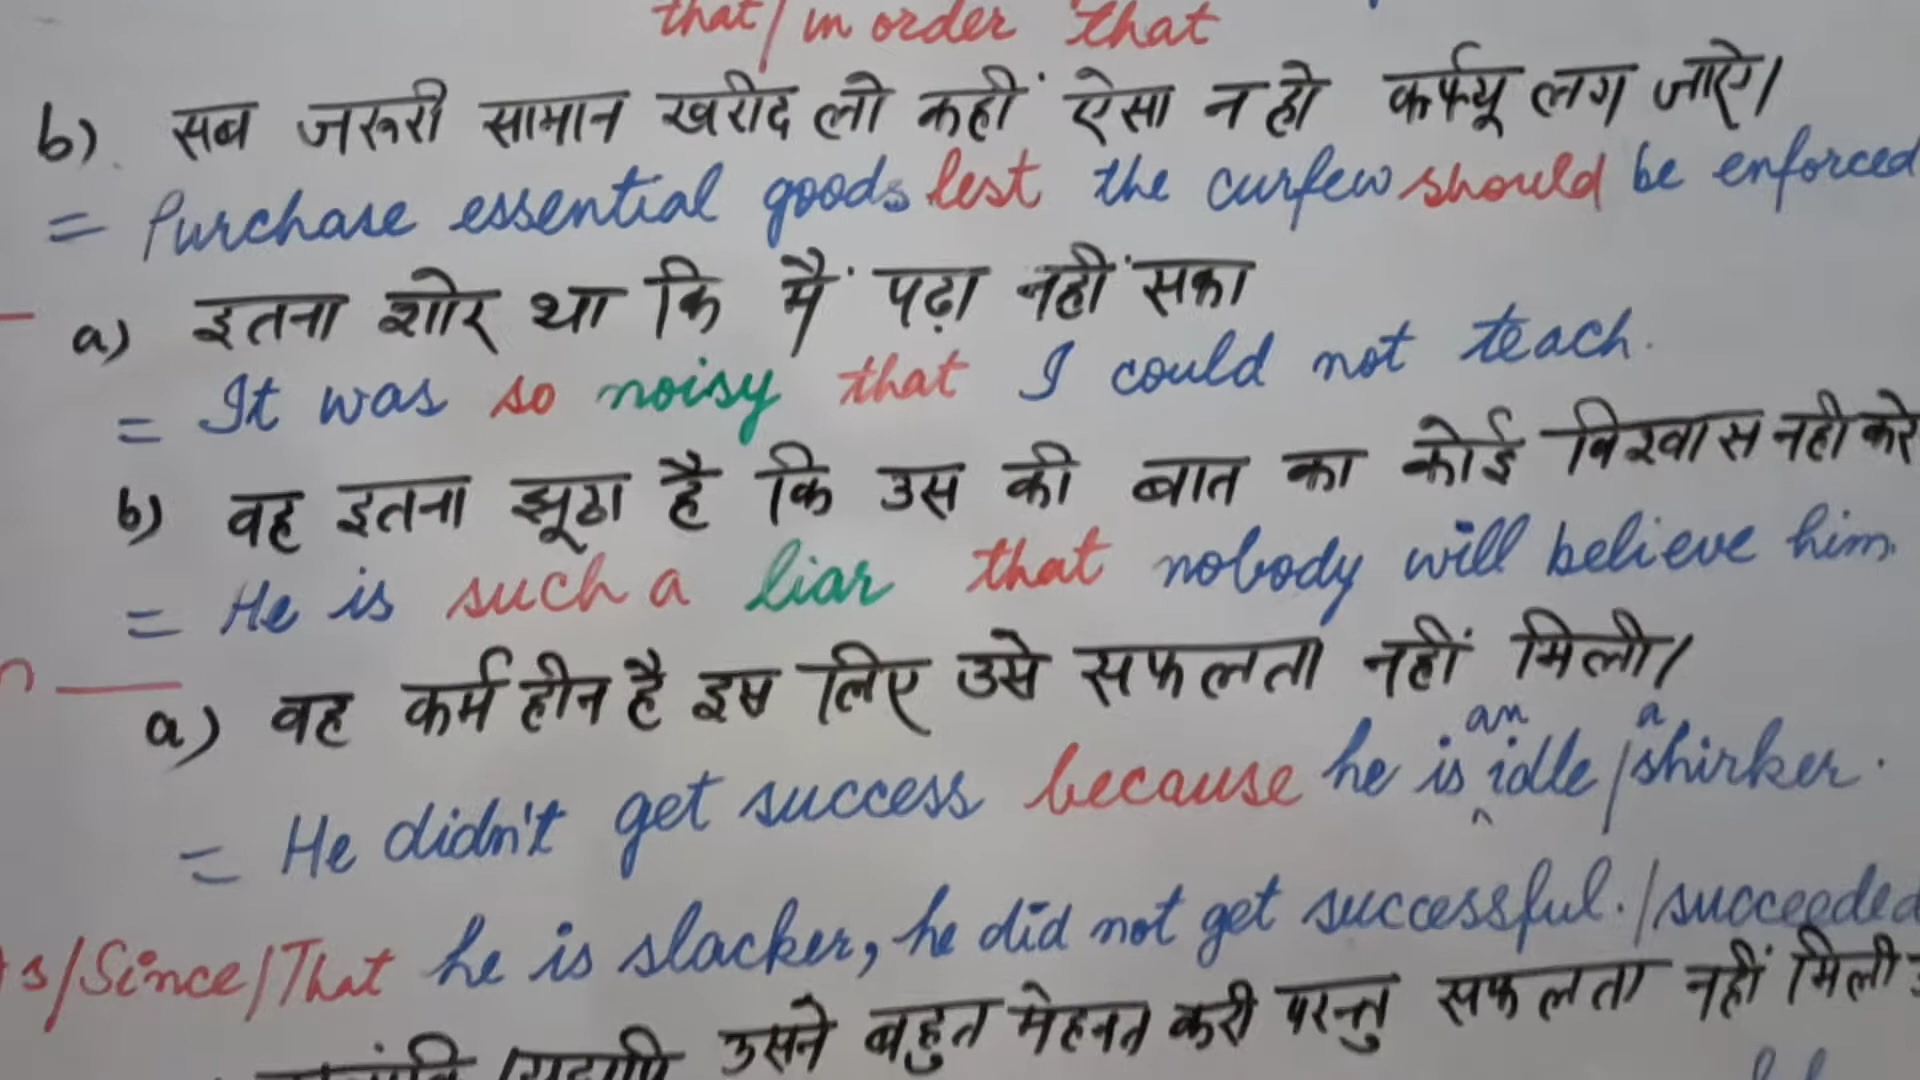 that / in order that
b) सब जरूरी सामान खरीद लो कहीं ऐसा न हो कर्फ्यू लग जाऐ।
= Purchase essential goods lest the curfew should be enforced
a) इतना शोर था कि मैं पढ़ा नहीं सका
= It was so noisy that I could not teach.
b) वह इतना झूठा है कि उस की बात का कोई विश्वास नही करे
= He is such a liar that nobody will believe him.
a) वह कर्म हीन है इस लिए उसे सफलता नहीं मिली।
= He didn't get success because he is an idle / a shirker.
s / Since / That he is slacker, he did not get successful. / succeeded
उसने बहुत मेहनत करी परन्तु सफलता नहीं मिली